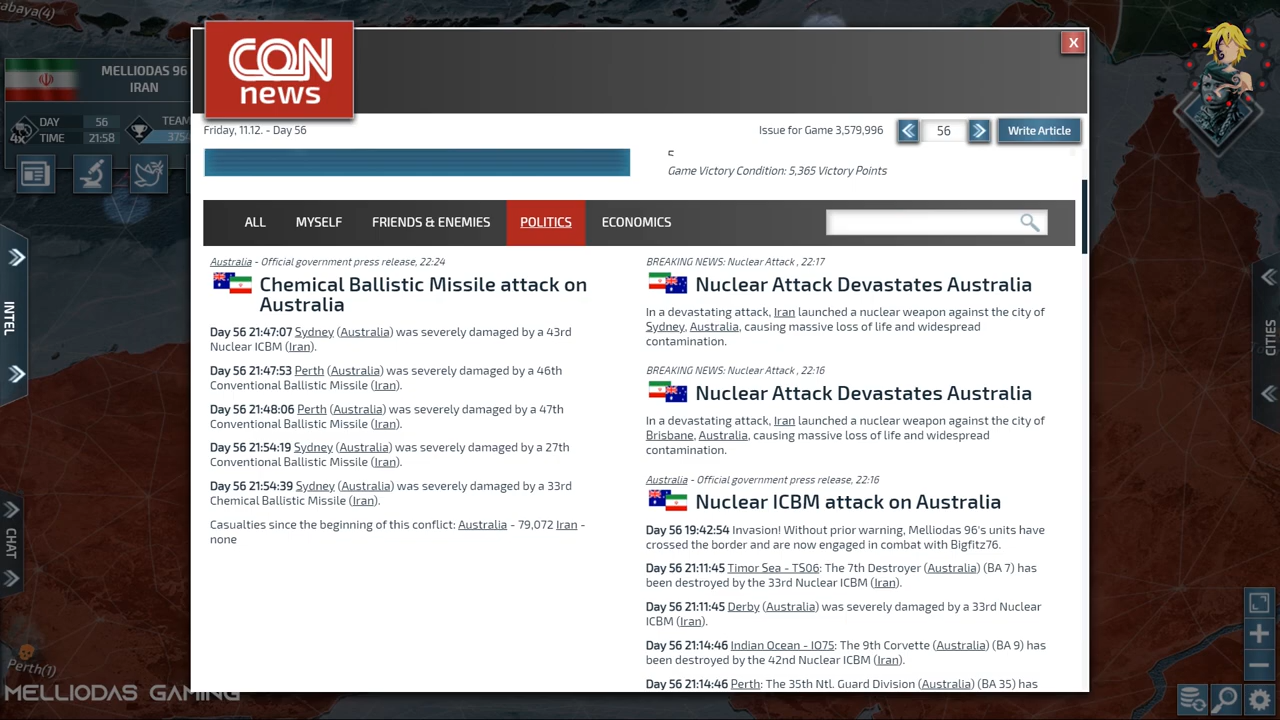 abaya(4)
MELLIODAS 96
IRAN
DAY 56
TEAM
4X TIME 21:58
375
INTEL
CHAT
CITIES
Perth(1)
MELLIODAS GAMING
CON
news
X
Friday, 11.12. - Day 56
Issue for Game 3,579,996
56
Write Article
Game Victory Condition: 5,365 Victory Points
ALL MYSELF FRIENDS & ENEMIES POLITICS ECONOMICS
Australia - Official government press release, 22:24
Chemical Ballistic Missile attack on
Australia
Day 56 21:47:07 Sydney (Australia) was severely damaged by a 43rd
Nuclear ICBM (Iran).
Day 56 21:47:53 Perth (Australia) was severely damaged by a 46th
Conventional Ballistic Missile (Iran).
Day 56 21:48:06 Perth (Australia) was severely damaged by a 47th
Conventional Ballistic Missile (Iran).
Day 56 21:54:19 Sydney (Australia) was severely damaged by a 27th
Conventional Ballistic Missile (Iran).
Day 56 21:54:39 Sydney (Australia) was severely damaged by a 33rd
Chemical Ballistic Missile (Iran).
Casualties since the beginning of this conflict: Australia - 79,072 Iran -
none
BREAKING NEWS: Nuclear Attack , 22:17
Nuclear Attack Devastates Australia
In a devastating attack, Iran launched a nuclear weapon against the city of
Sydney, Australia, causing massive loss of life and widespread
contamination.
BREAKING NEWS: Nuclear Attack , 22:16
Nuclear Attack Devastates Australia
In a devastating attack, Iran launched a nuclear weapon against the city of
Brisbane, Australia, causing massive loss of life and widespread
contamination.
Australia - Official government press release, 22:16
Nuclear ICBM attack on Australia
Day 56 19:42:54 Invasion! Without prior warning, Melliodas 96's units have
crossed the border and are now engaged in combat with Bigfitz76.
Day 56 21:11:45 Timor Sea - TS06: The 7th Destroyer (Australia) (BA 7) has
been destroyed by the 33rd Nuclear ICBM (Iran).
Day 56 21:11:45 Derby (Australia) was severely damaged by a 33rd Nuclear
ICBM (Iran).
Day 56 21:14:46 Indian Ocean - IO75: The 9th Corvette (Australia) (BA 9) has
been destroyed by the 42nd Nuclear ICBM (Iran).
Day 56 21:14:46 Perth: The 35th Ntl. Guard Division (Australia) (BA 35) has